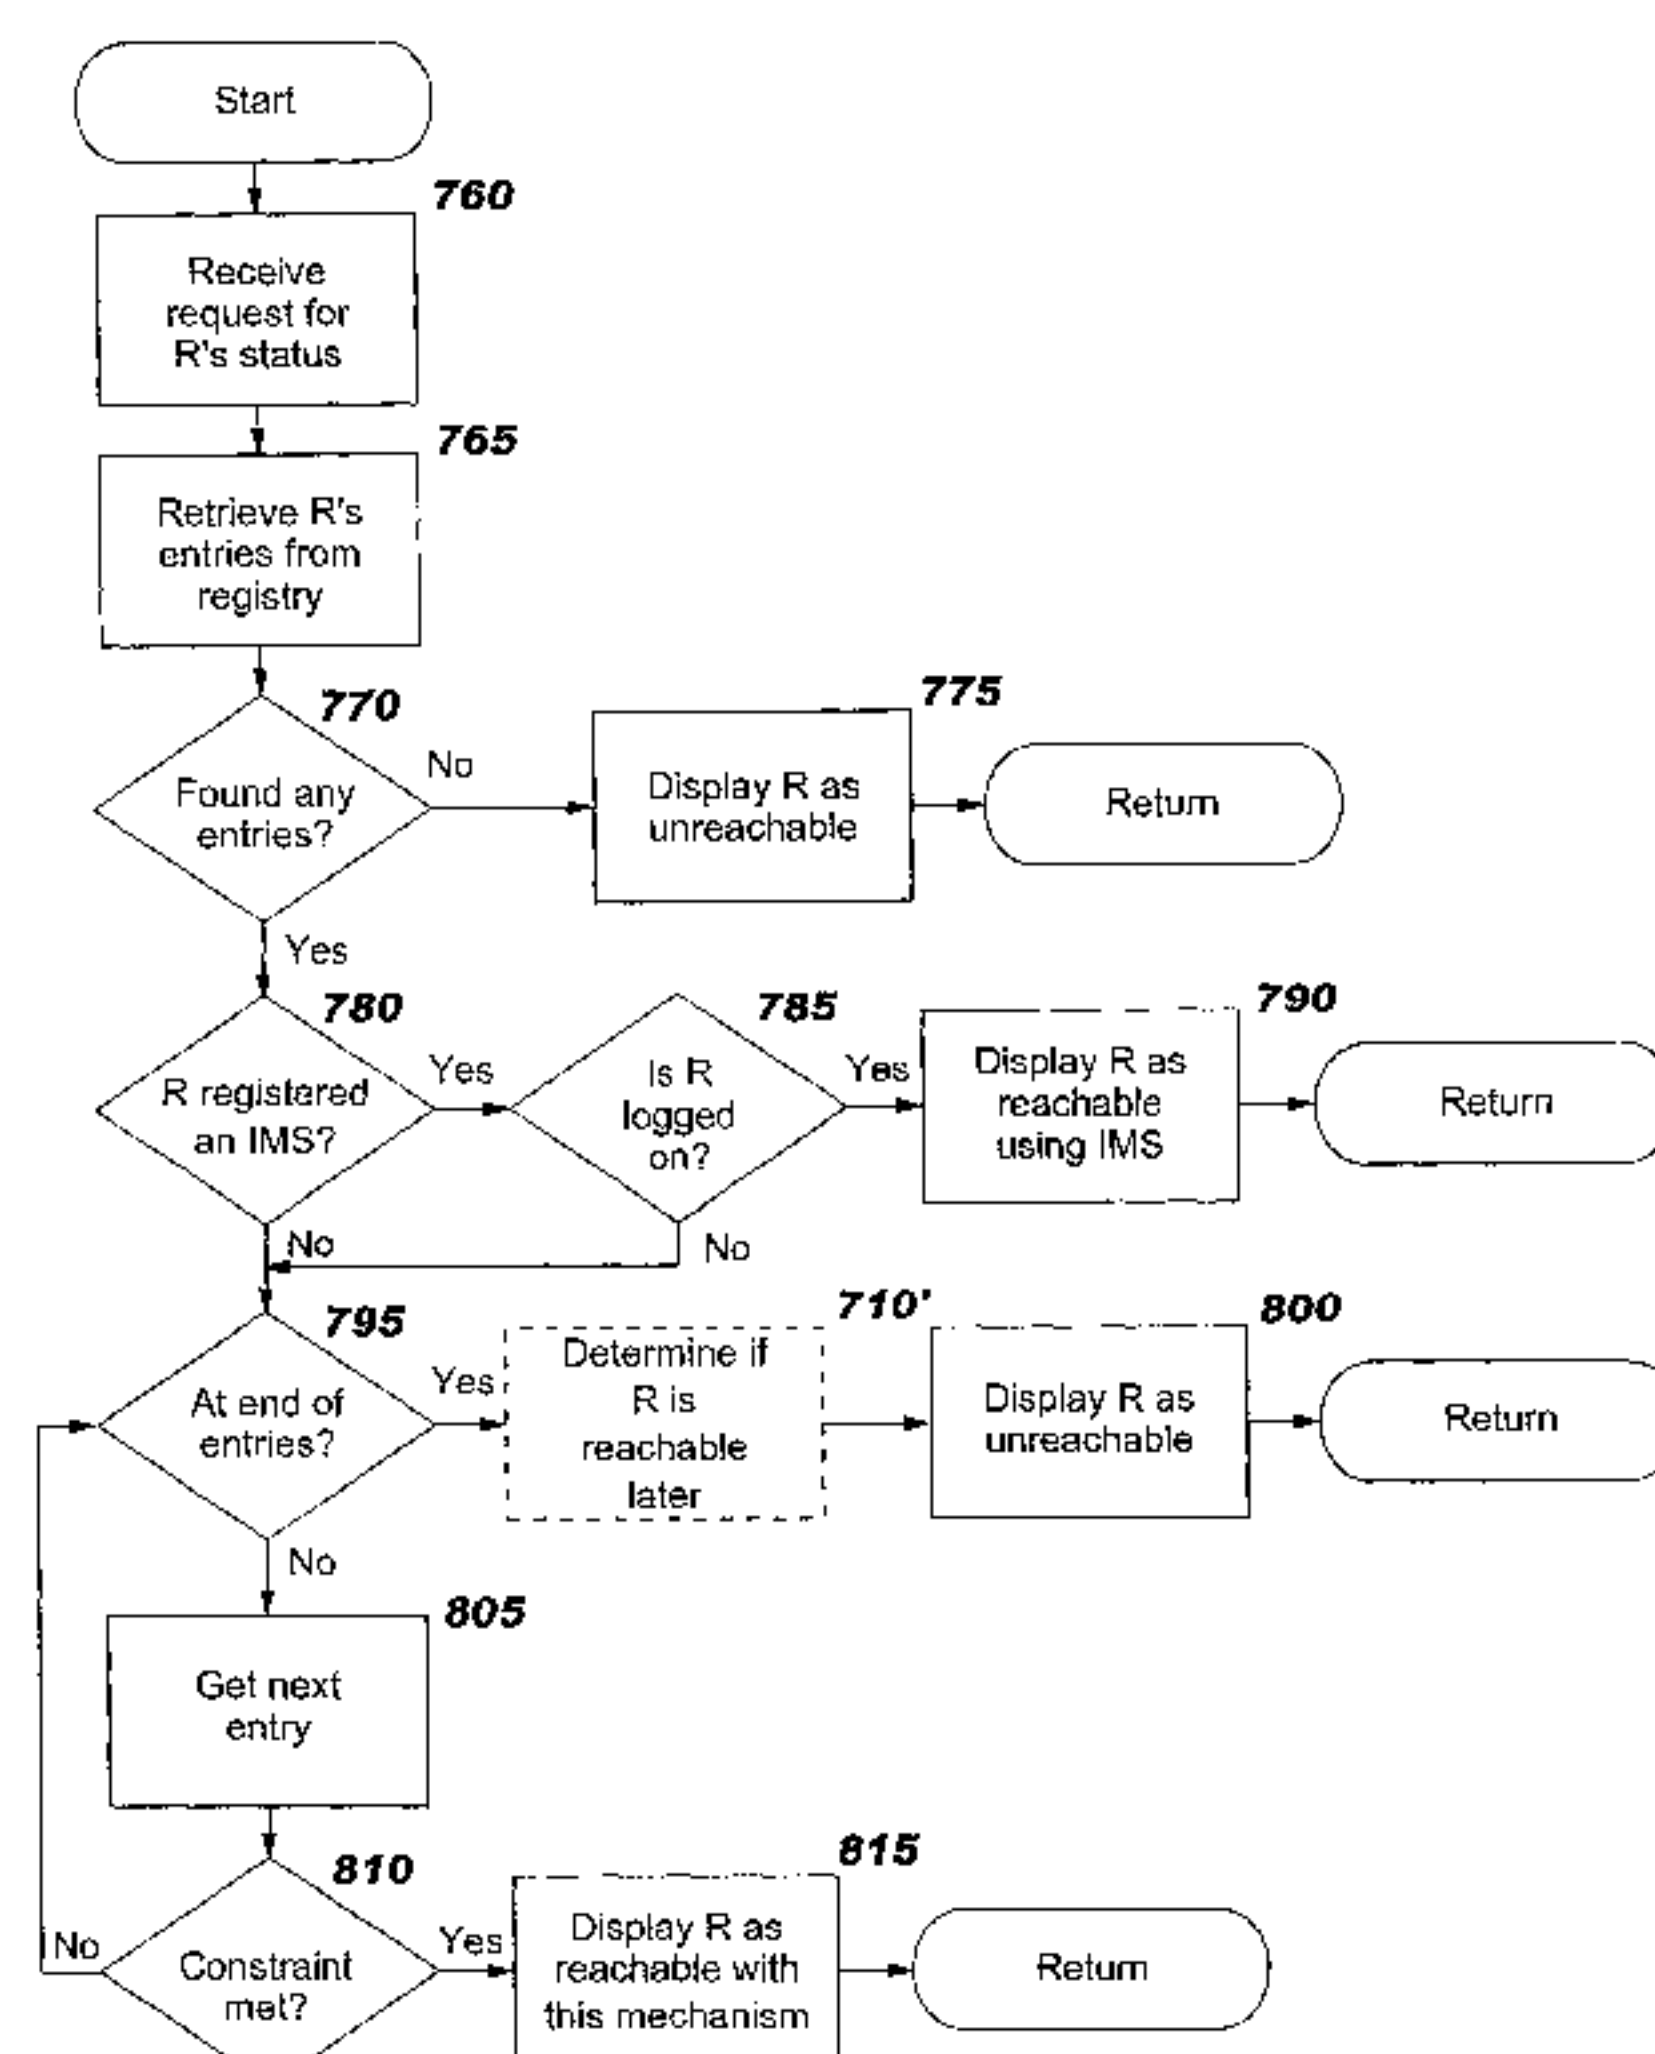 Start
760
Receive
request for
R's status
765
Retrieve R's
entries from
registry
770
Found any
entries?
No
775
Display R as
unreachable
Return
Yes
780
R registered
an IMS?
Yes
785
Is R
logged
on?
Yes
790
Display R as
reachable
using IMS
Return
No
No
795
At end of
entries?
Yes
710'
Determine if
R is
reachable
later
800
Display R as
unreachable
Return
No
805
Get next
entry
810
Constraint
met?
No
Yes
815
Display R as
reachable with
this mechanism
Return